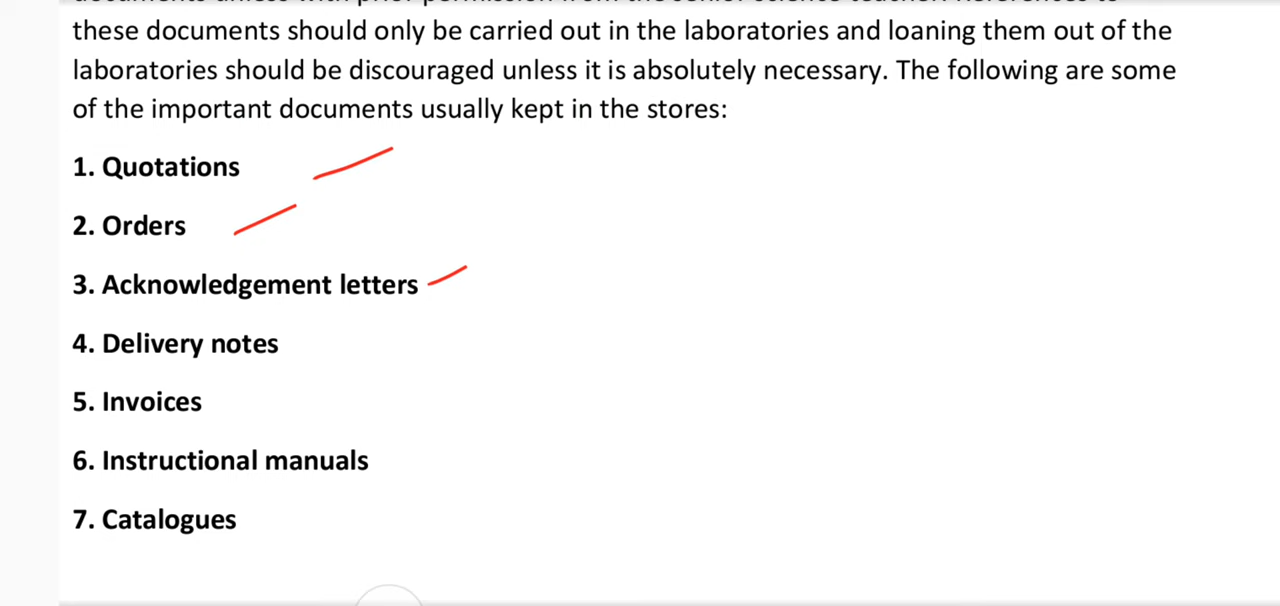 these documents should only be carried out in the laboratories and loaning them out of the
laboratories should be discouraged unless it is absolutely necessary. The following are some
of the important documents usually kept in the stores:
1. Quotations
2. Orders
3. Acknowledgement letters
4. Delivery notes
5. Invoices
6. Instructional manuals
7. Catalogues